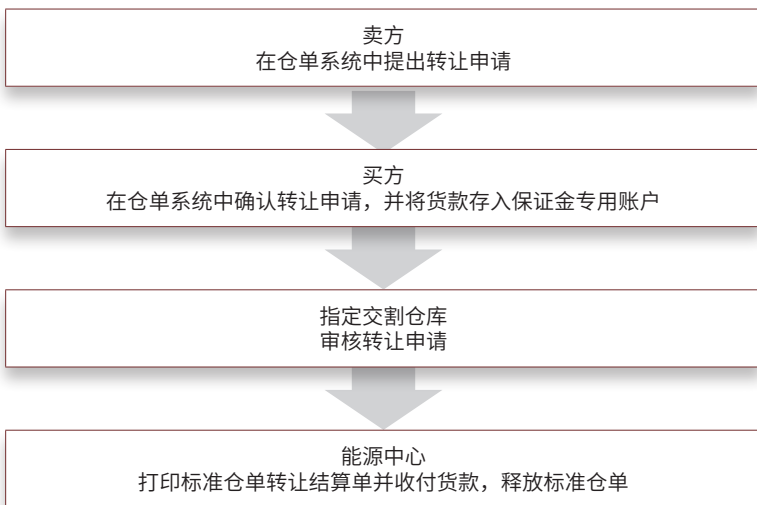 卖方
在仓单系统中提出转让申请
买方
在仓单系统中确认转让申请，并将货款存入保证金专用账户
指定交割仓库
审核转让申请
能源中心
打印标准仓单转让结算单并收付货款，释放标准仓单